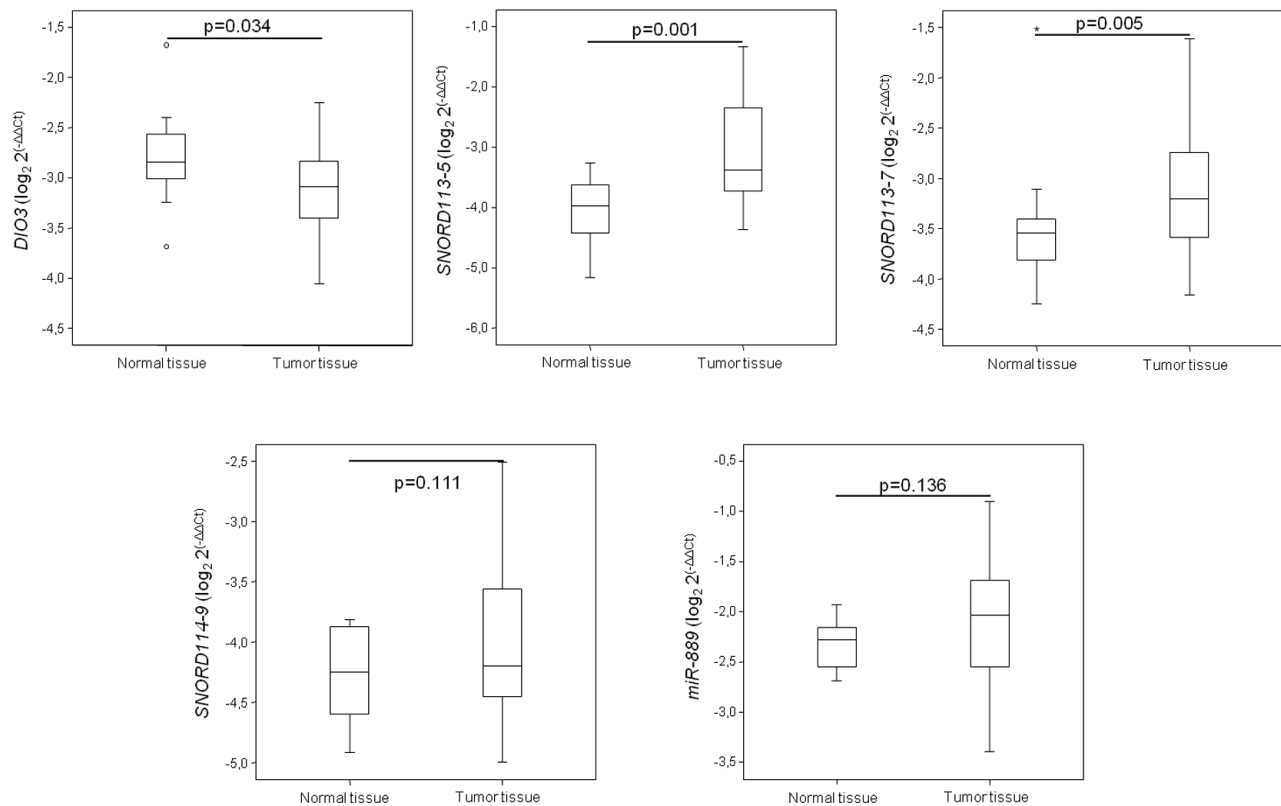 -1,5
-2,0
-2,5
-3,0
-3,5
-4,0
-4,5
p=0.034
DIO3 (log₂ 2^(-ΔΔCt))
Normal tissue
Tumor tissue
-1,0
-2,0
-3,0
-4,0
-5,0
-6,0
p=0.001
SNORD113-5 (log₂ 2^(-ΔΔCt))
Normal tissue
Tumor tissue
-1,5
-2,0
-2,5
-3,0
-3,5
-4,0
-4,5
* p=0.005
SNORD113-7 (log₂ 2^(-ΔΔCt))
Normal tissue
Tumor tissue
-2,5
-3,0
-3,5
-4,0
-4,5
-5,0
p=0.111
SNORD114-9 (log₂ 2^(-ΔΔCt))
Normal tissue
Tumor tissue
-0,5
-1,0
-1,5
-2,0
-2,5
-3,0
-3,5
p=0.136
miR-889 (log₂ 2^(-ΔΔCt))
Normal tissue
Tumor tissue